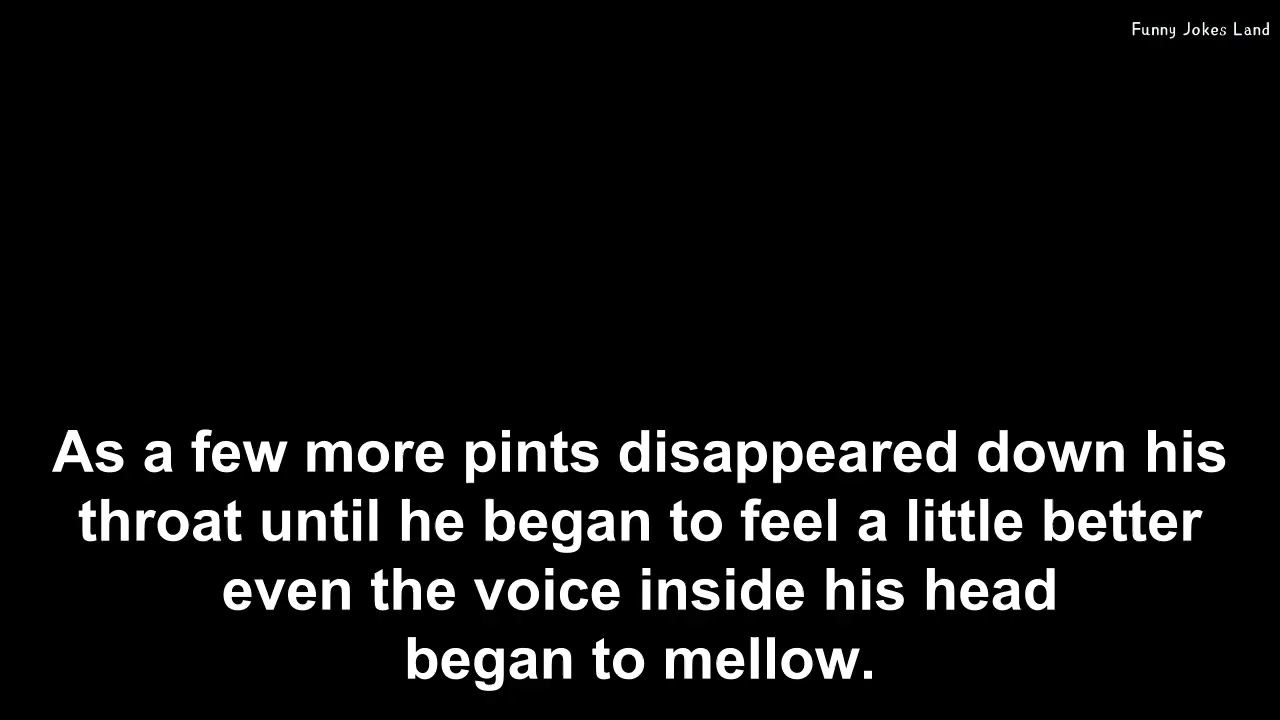 Funny Jokes Land
As a few more pints disappeared down his
throat until he began to feel a little better
even the voice inside his head
began to mellow.